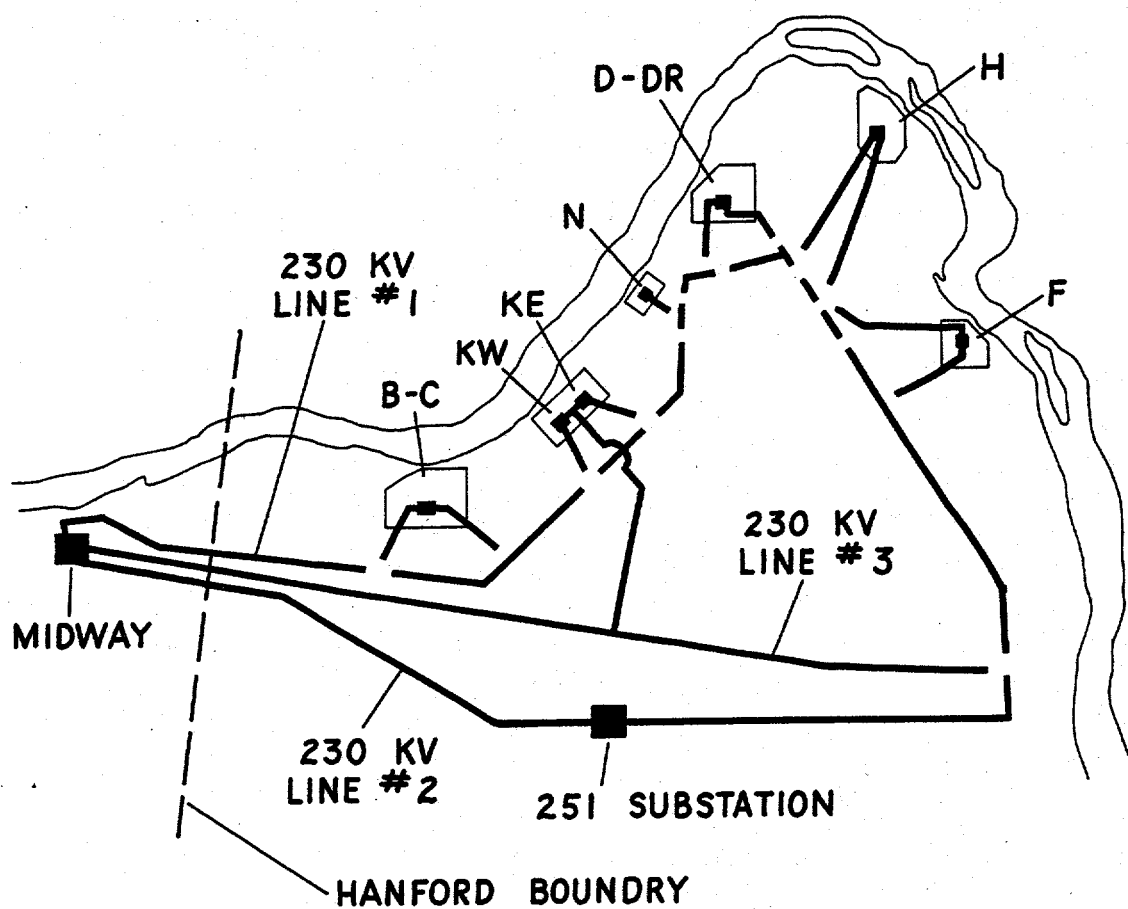 D-DR
H
N
230 KV
LINE #1
KE
F
KW
B-C
230 KV
LINE #3
MIDWAY
230 KV
LINE #2
251 SUBSTATION
HANFORD BOUNDRY